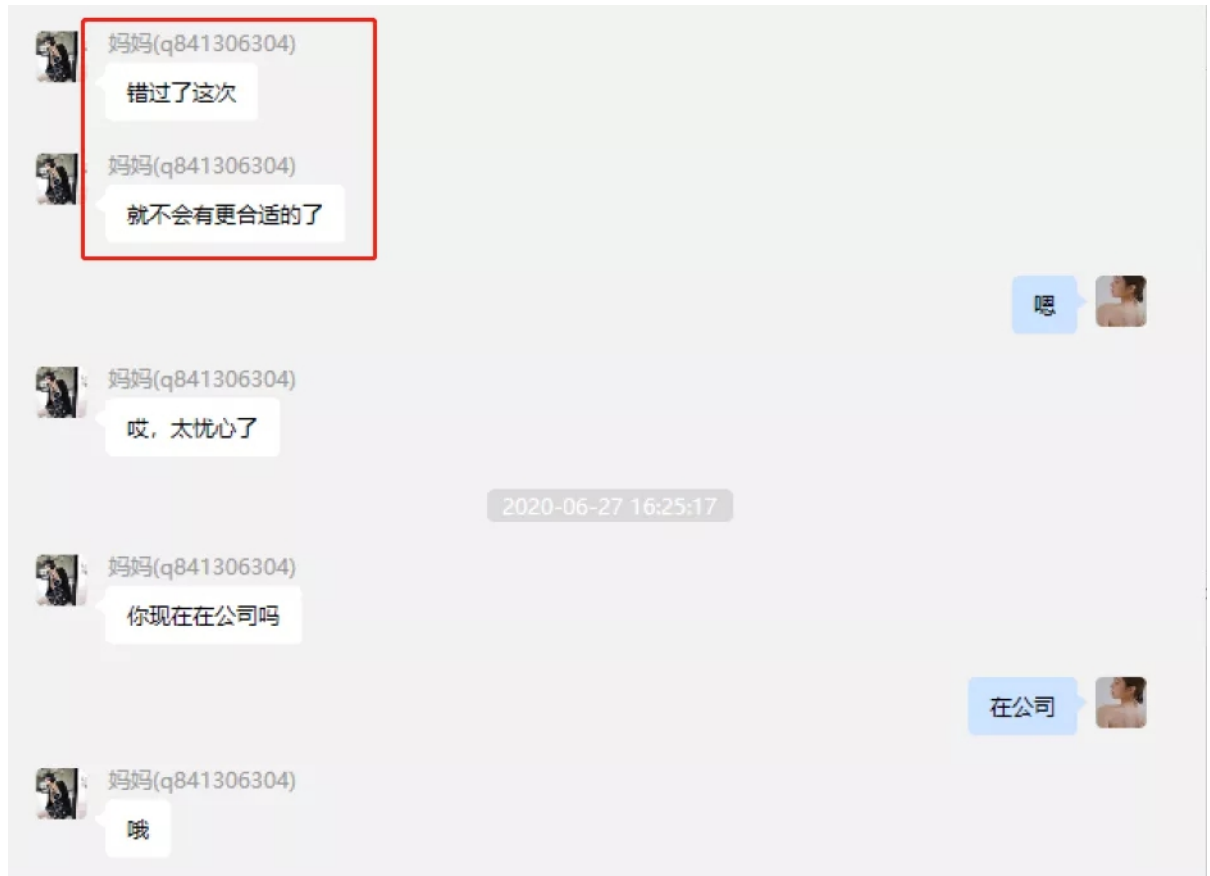 妈妈(q841306304)
错过了这次
妈妈(q841306304)
就不会有更合适的了
嗯
妈妈(q841306304)
哎，太忧心了
2020-06-27 16:25:17
妈妈(q841306304)
你现在在公司吗
在公司
妈妈(q841306304)
哦